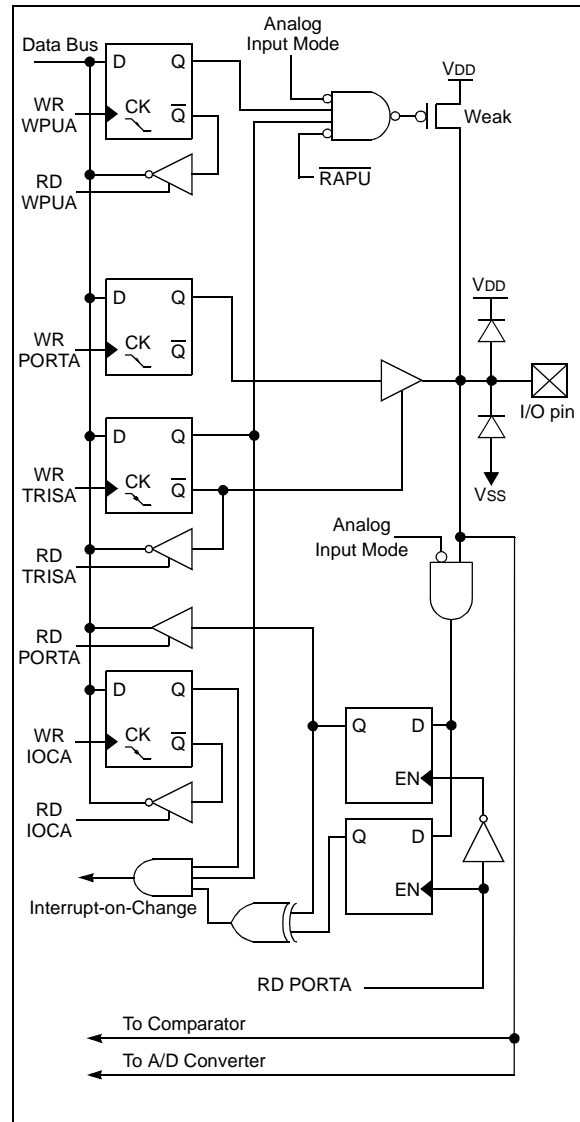 Analog
Input Mode
Data Bus
D Q
VDD
WR
WPUA
CK
Q̅
Weak
RD
WPUA
R̅A̅P̅U̅
D Q
VDD
WR
PORTA
CK
Q̅
I/O pin
D Q
WR
TRISA
CK
Q̅
VSS
Analog
Input Mode
RD
TRISA
RD
PORTA
D Q
Q D
WR
IOCA
CK
Q̅
EN
RD
IOCA
Q D
Interrupt-on-Change
EN
RD PORTA
To Comparator
To A/D Converter